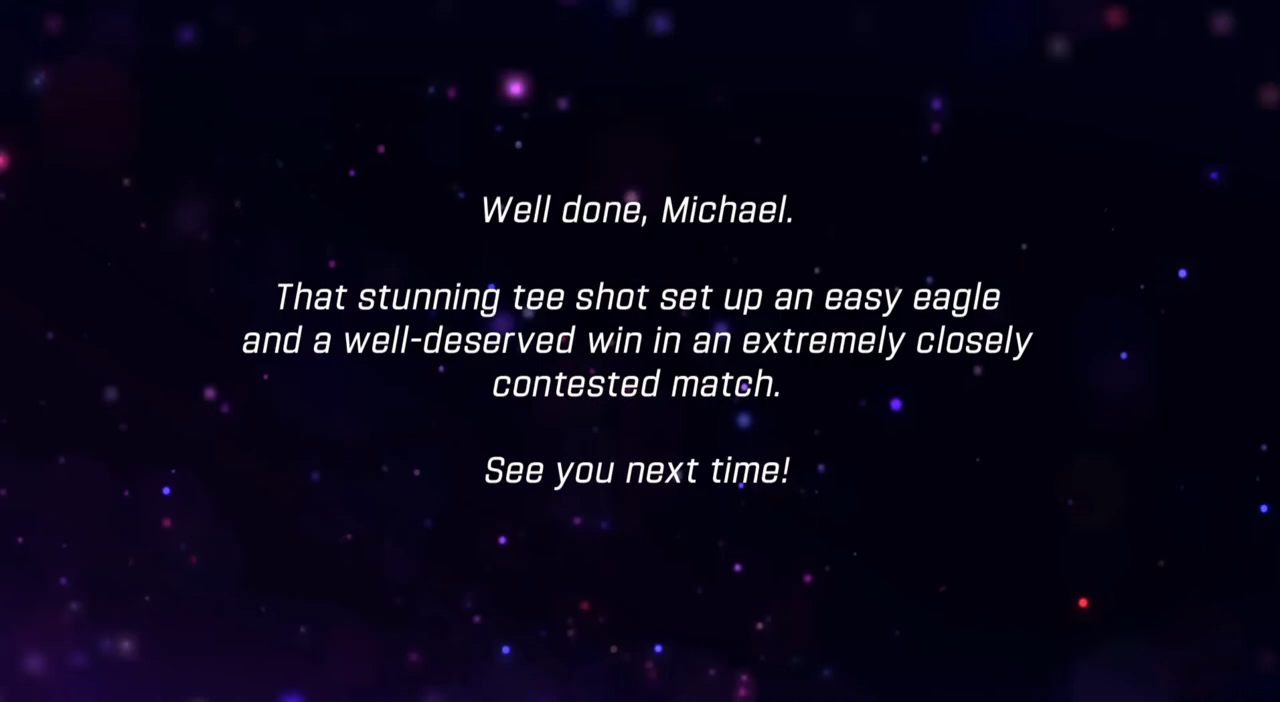 Well done, Michael.
That stunning tee shot set up an easy eagle
and a well-deserved win in an extremely closely
contested match.
See you next time!